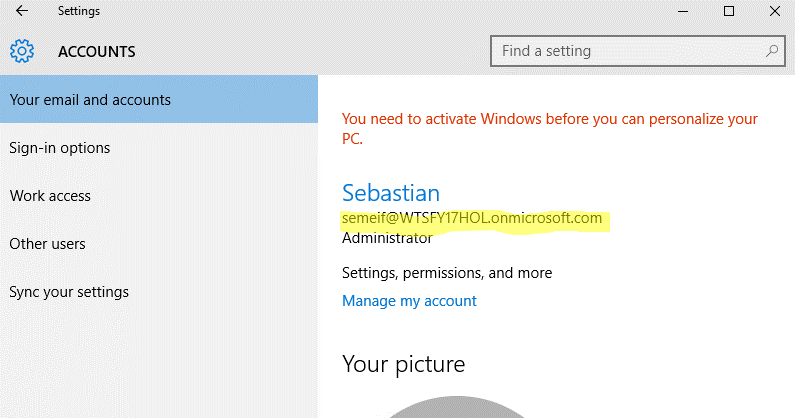 Settings
ACCOUNTS
Find a setting
Your email and accounts
Sign-in options
Work access
Other users
Sync your settings
You need to activate Windows before you can personalize your
PC.
Sebastian
semeif@WTSFY17HOL.onmicrosoft.com
Administrator
Settings, permissions, and more
Manage my account
Your picture